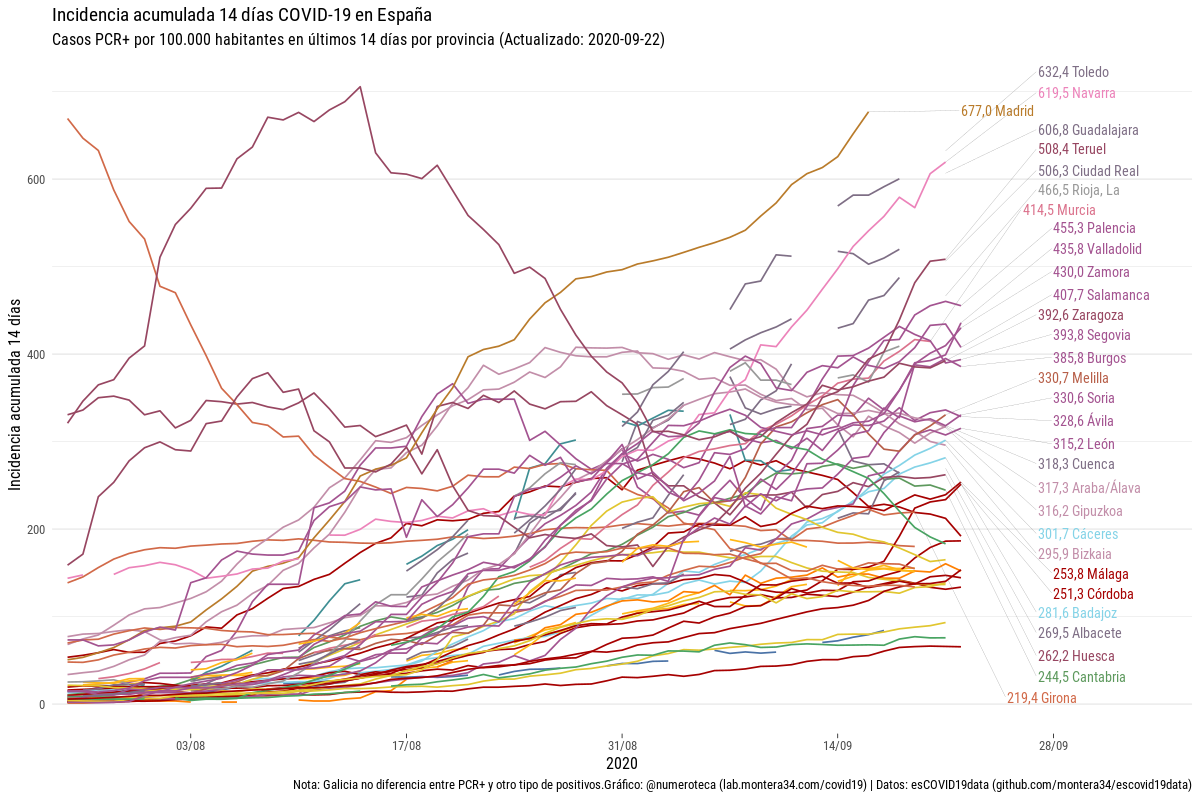 Incidencia acumulada 14 días COVID-19 en España
Casos PCR+ por 100.000 habitantes en últimos 14 días por provincia (Actualizado: 2020-09-22)
Incidencia acumulada 14 días
600
400
200
0
632,4 Toledo
619,5 Navarra
677,0 Madrid
606,8 Guadalajara
508,4 Teruel
506,3 Ciudad Real
466,5 Rioja, La
414,5 Murcia
455,3 Palencia
435,8 Valladolid
430,0 Zamora
407,7 Salamanca
392,6 Zaragoza
393,8 Segovia
385,8 Burgos
330,7 Melilla
330,6 Soria
328,6 Ávila
315,2 León
318,3 Cuenca
317,3 Araba/Álava
316,2 Gipuzkoa
301,7 Cáceres
295,9 Bizkaia
253,8 Málaga
251,3 Córdoba
281,6 Badajoz
269,5 Albacete
262,2 Huesca
244,5 Cantabria
219,4 Girona
03/08
17/08
31/08
14/09
28/09
2020
Nota: Galicia no diferencia entre PCR+ y otro tipo de positivos.Gráfico: @numeroteca (lab.montera34.com/covid19) | Datos: esCOVID19data (github.com/montera34/escovid19data)